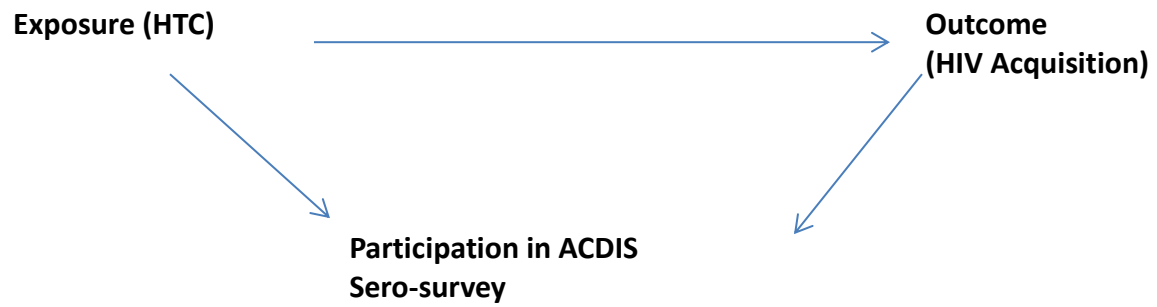 Exposure (HTC)
Outcome
(HIV Acquisition)
Participation in ACDIS
Sero-survey